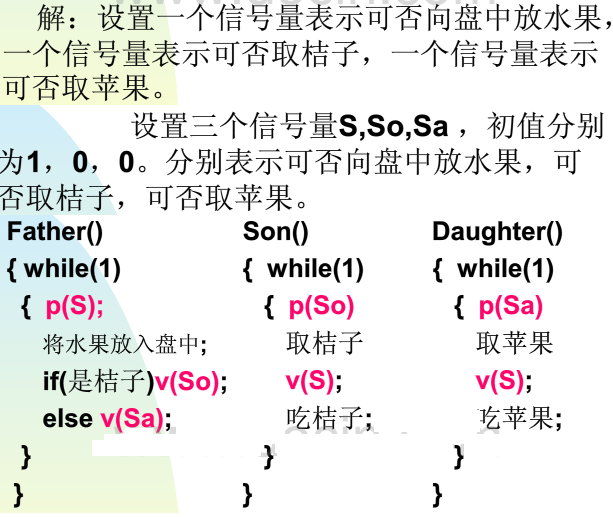 解：设置一个信号量表示可否向盘中放水果，
一个信号量表示可否取桔子，一个信号量表示
可否取苹果。
设置三个信号量S,So,Sa ，初值分别
为1，0，0。分别表示可否向盘中放水果，可
否取桔子，可否取苹果。
Father() Son() Daughter()
{ while(1) { while(1) { while(1)
{ p(S); { p(So) { p(Sa)
将水果放入盘中; 取桔子 取苹果
if(是桔子)v(So); v(S); v(S);
else v(Sa); 吃桔子; 吃苹果;
} } }
} } }